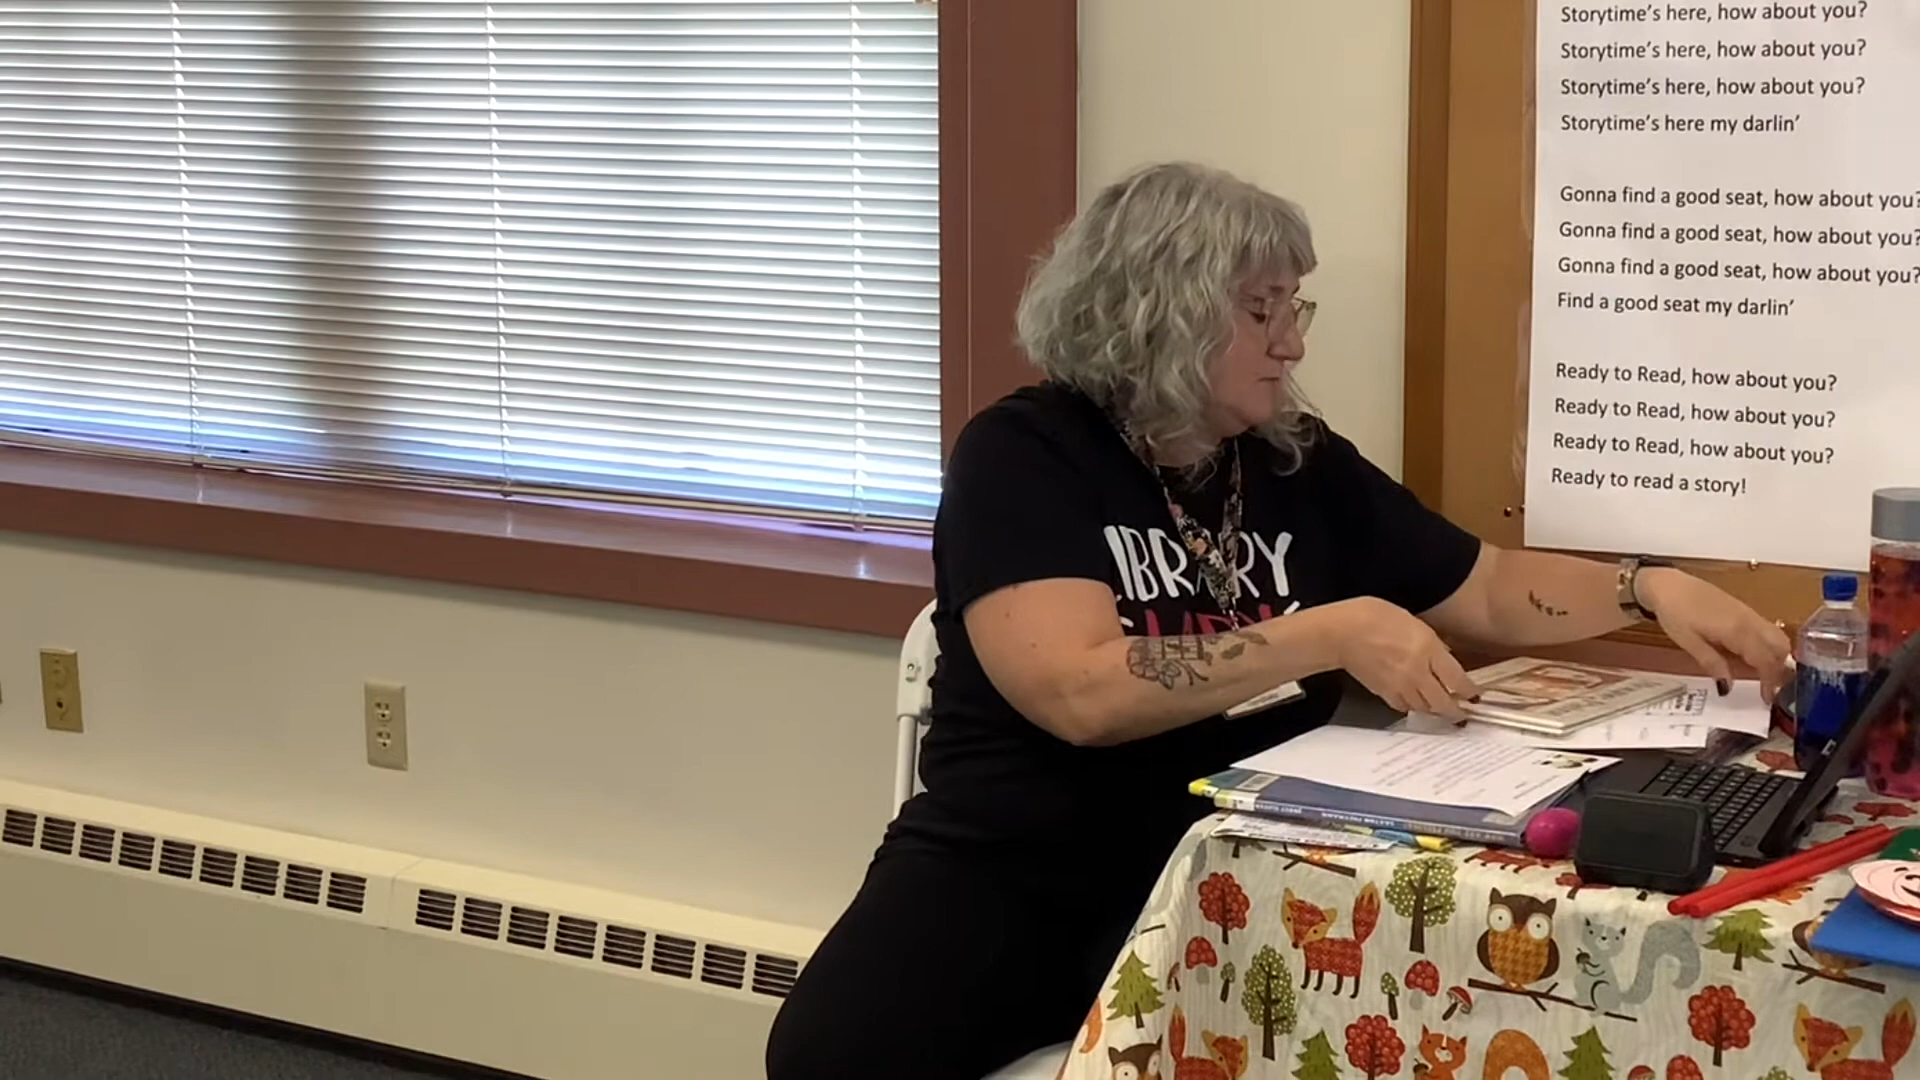 Storytime's here, how about you?
Storytime's here, how about you?
Storytime's here, how about you?
Storytime's here my darlin'
Gonna find a good seat, how about you?
Gonna find a good seat, how about you?
Gonna find a good seat, how about you?
Find a good seat my darlin'
Ready to Read, how about you?
Ready to Read, how about you?
Ready to Read, how about you?
Ready to read a story!
LIBRARY